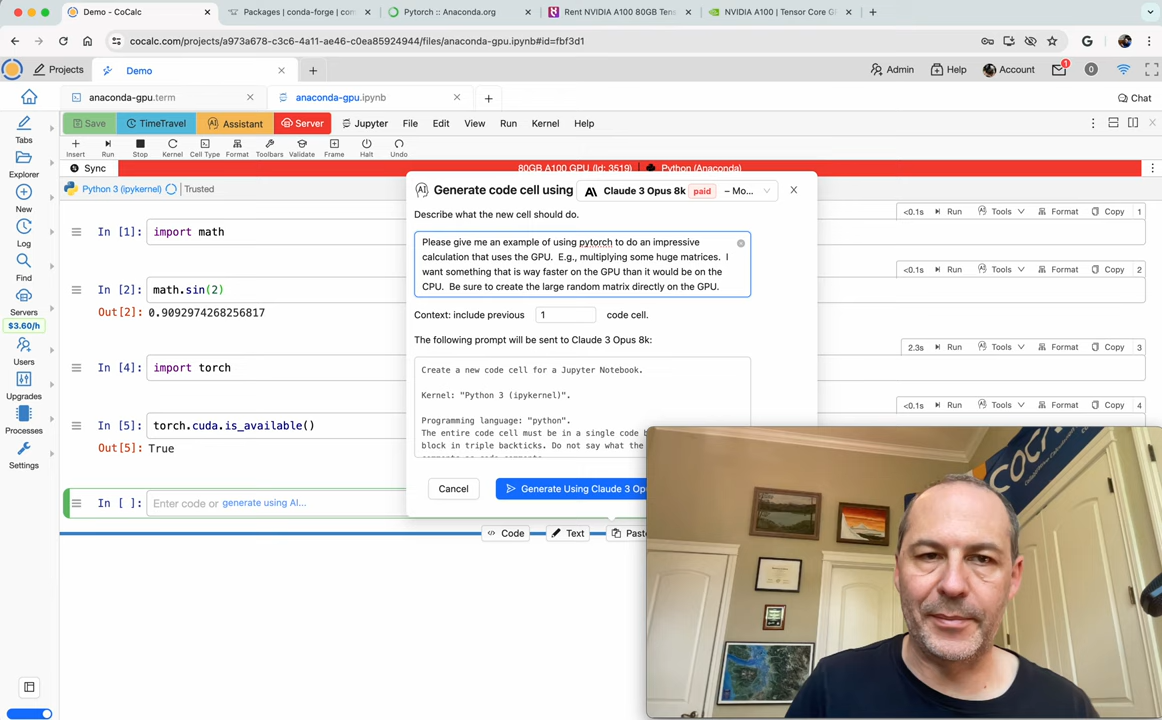 Demo - CoCalc
Packages | conda-forge | com
Pytorch :: Anaconda.org
Rent NVIDIA A100 80GB Tens
NVIDIA A100 | Tensor Core G
cocalc.com/projects/a973a678-c3c6-4a11-ae46-c0ea85924944/files/anaconda-gpu.ipynb#id=fbf3d1
Projects
Demo
Admin
Help
Account
1
0
anaconda-gpu.term
anaconda-gpu.ipynb
Chat
Save
TimeTravel
Assistant
Server
Jupyter
File
Edit
View
Run
Kernel
Help
Insert
Run
Stop
Kernel
Cell Type
Format
Toolbars
Validate
Frame
Halt
Undo
Sync
80GB A100 GPU (Id: 3519)
Python (Anaconda)
Python 3 (ipykernel)
Trusted
Tabs
Explorer
New
Log
Find
Servers
$3.60/h
Users
Upgrades
Processes
Settings
<0.1s Run Tools Format Copy 1
In [1]: import math
<0.1s Run Tools Format Copy 2
In [2]: math.sin(2)
Out[2]: 0.9092974268256817
2.3s Run Tools Format Copy 3
In [4]: import torch
<0.1s Run Tools Format Copy 4
In [5]: torch.cuda.is_available()
Out[5]: True
In [ ]: Enter code or generate using AI...
Code
Text
Paste
Generate code cell using
Claude 3 Opus 8k paid – Mo...
Describe what the new cell should do.
Please give me an example of using pytorch to do an impressive
calculation that uses the GPU. E.g., multiplying some huge matrices. I
want something that is way faster on the GPU than it would be on the
CPU. Be sure to create the large random matrix directly on the GPU.
Context: include previous 1 code cell.
The following prompt will be sent to Claude 3 Opus 8k:
Create a new code cell for a Jupyter Notebook.
Kernel: "Python 3 (ipykernel)".
Programming language: "python".
The entire code cell must be in a single code b
block in triple backticks. Do not say what the
Cancel
Generate Using Claude 3 Opu
COCA